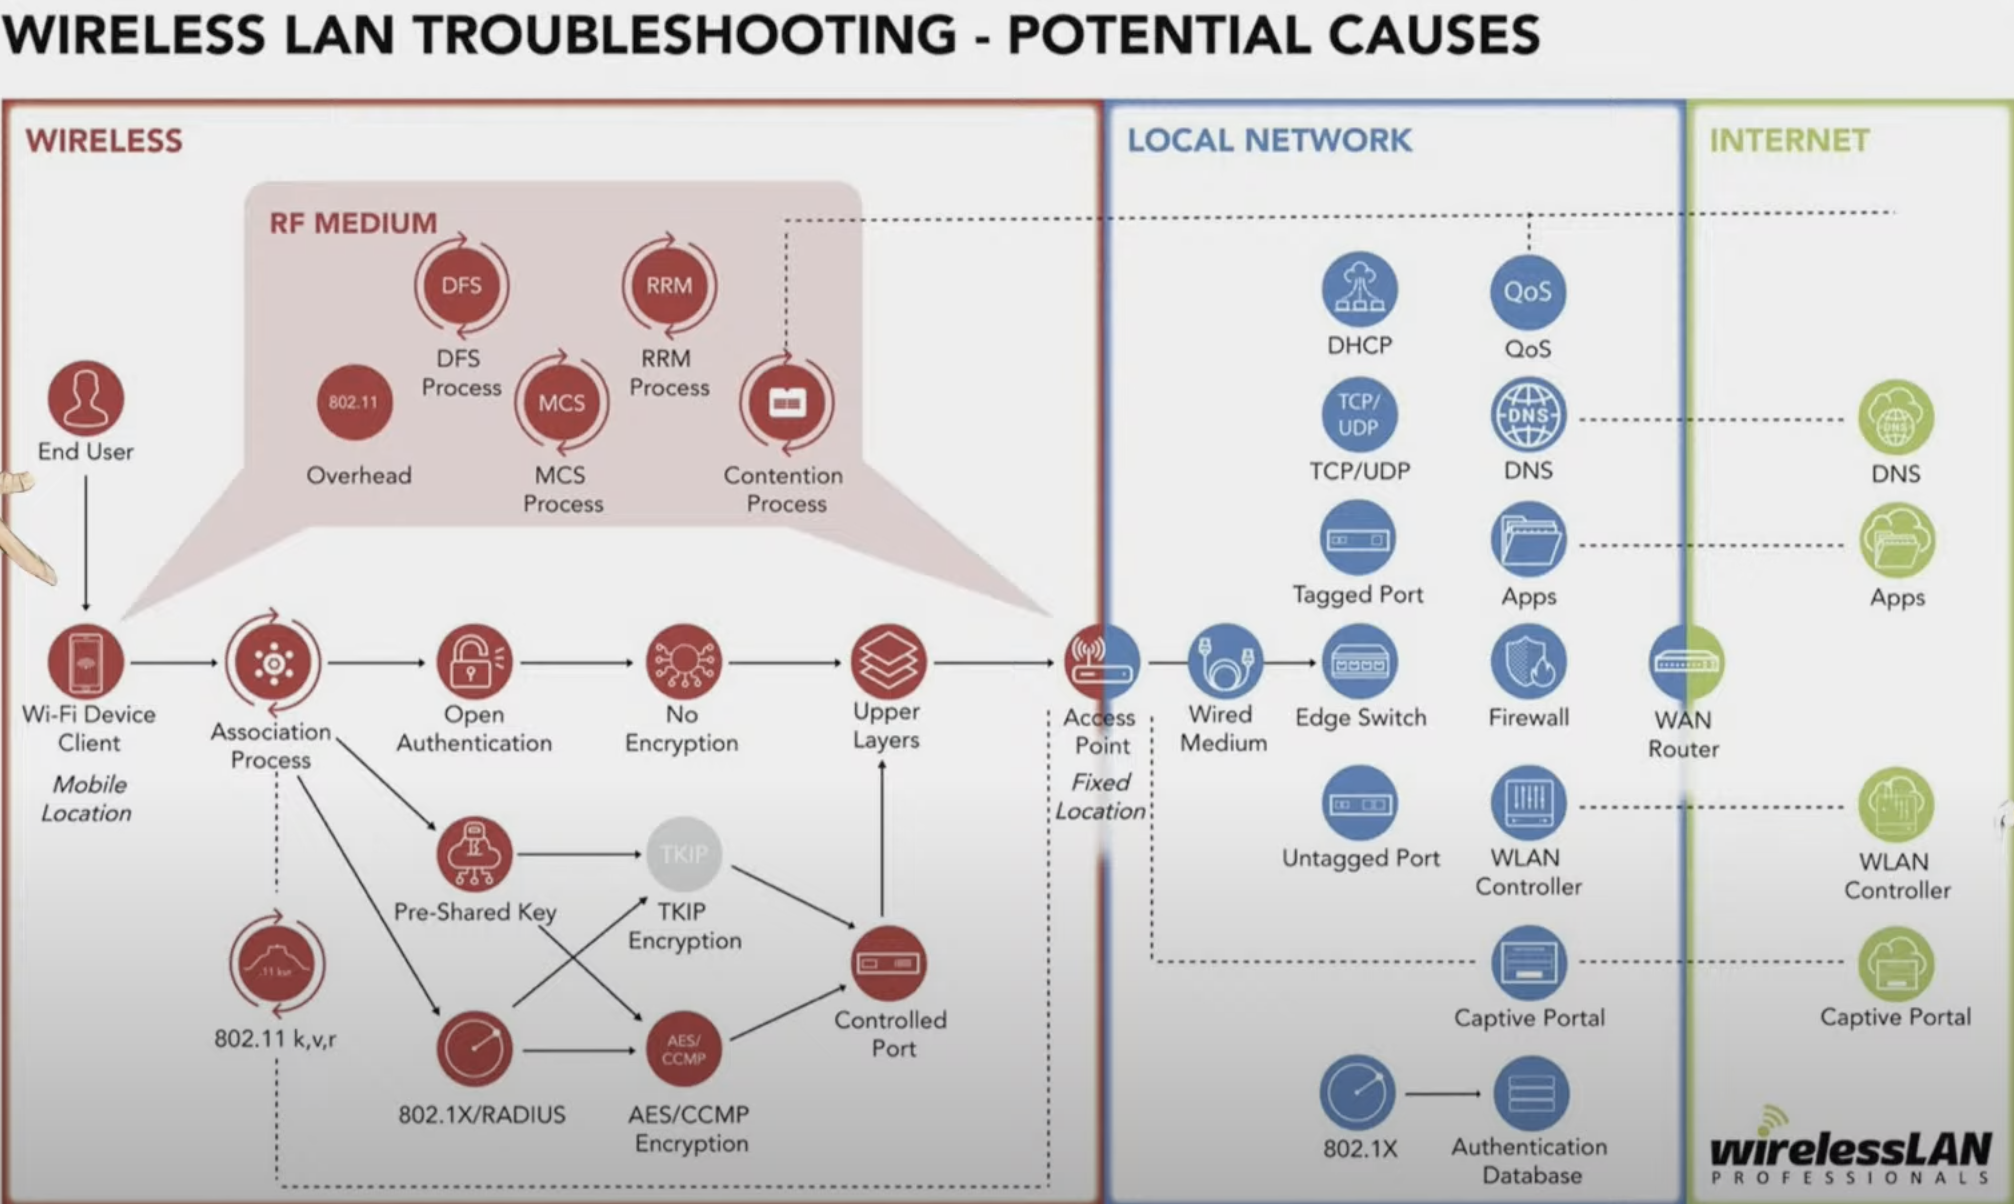 WIRELESS LAN TROUBLESHOOTING - POTENTIAL CAUSES
WIRELESS
RF MEDIUM
DFS
DFS
Process
RRM
RRM
Process
802.11
Overhead
MCS
MCS
Process
Contention
Process
End User
Wi-Fi Device
Client
Mobile
Location
Association
Process
Open
Authentication
No
Encryption
Upper
Layers
Access
Point
Fixed
Location
Pre-Shared Key
TKIP
TKIP
Encryption
.11 kvr
802.11 k,v,r
802.1X/RADIUS
AES/
CCMP
AES/CCMP
Encryption
Controlled
Port
LOCAL NETWORK
DHCP
QoS
QoS
TCP/
UDP
TCP/UDP
DNS
DNS
Tagged Port
Apps
Wired
Medium
Edge Switch
Firewall
WAN
Router
Untagged Port
WLAN
Controller
Captive Portal
802.1X
Authentication
Database
INTERNET
DNS
DNS
Apps
WLAN
Controller
Captive Portal
wirelessLAN
PROFESSIONALS